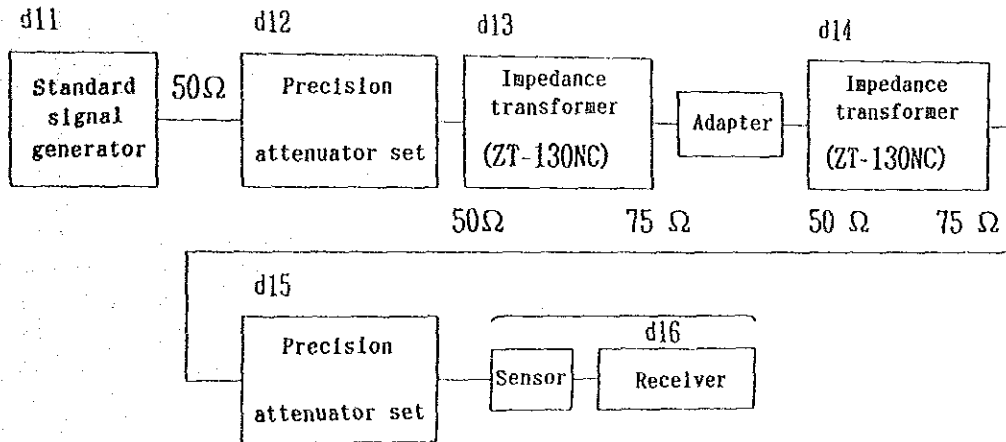 d11
d12
d13
d14
Standard
signal
generator
50Ω
Precision
attenuator set
Impedance
transformer
(ZT-130NC)
Adapter
Impedance
transformer
(ZT-130NC)
50Ω
75 Ω
50 Ω
75 Ω
d15
Precision
attenuator set
d16
Sensor
Receiver